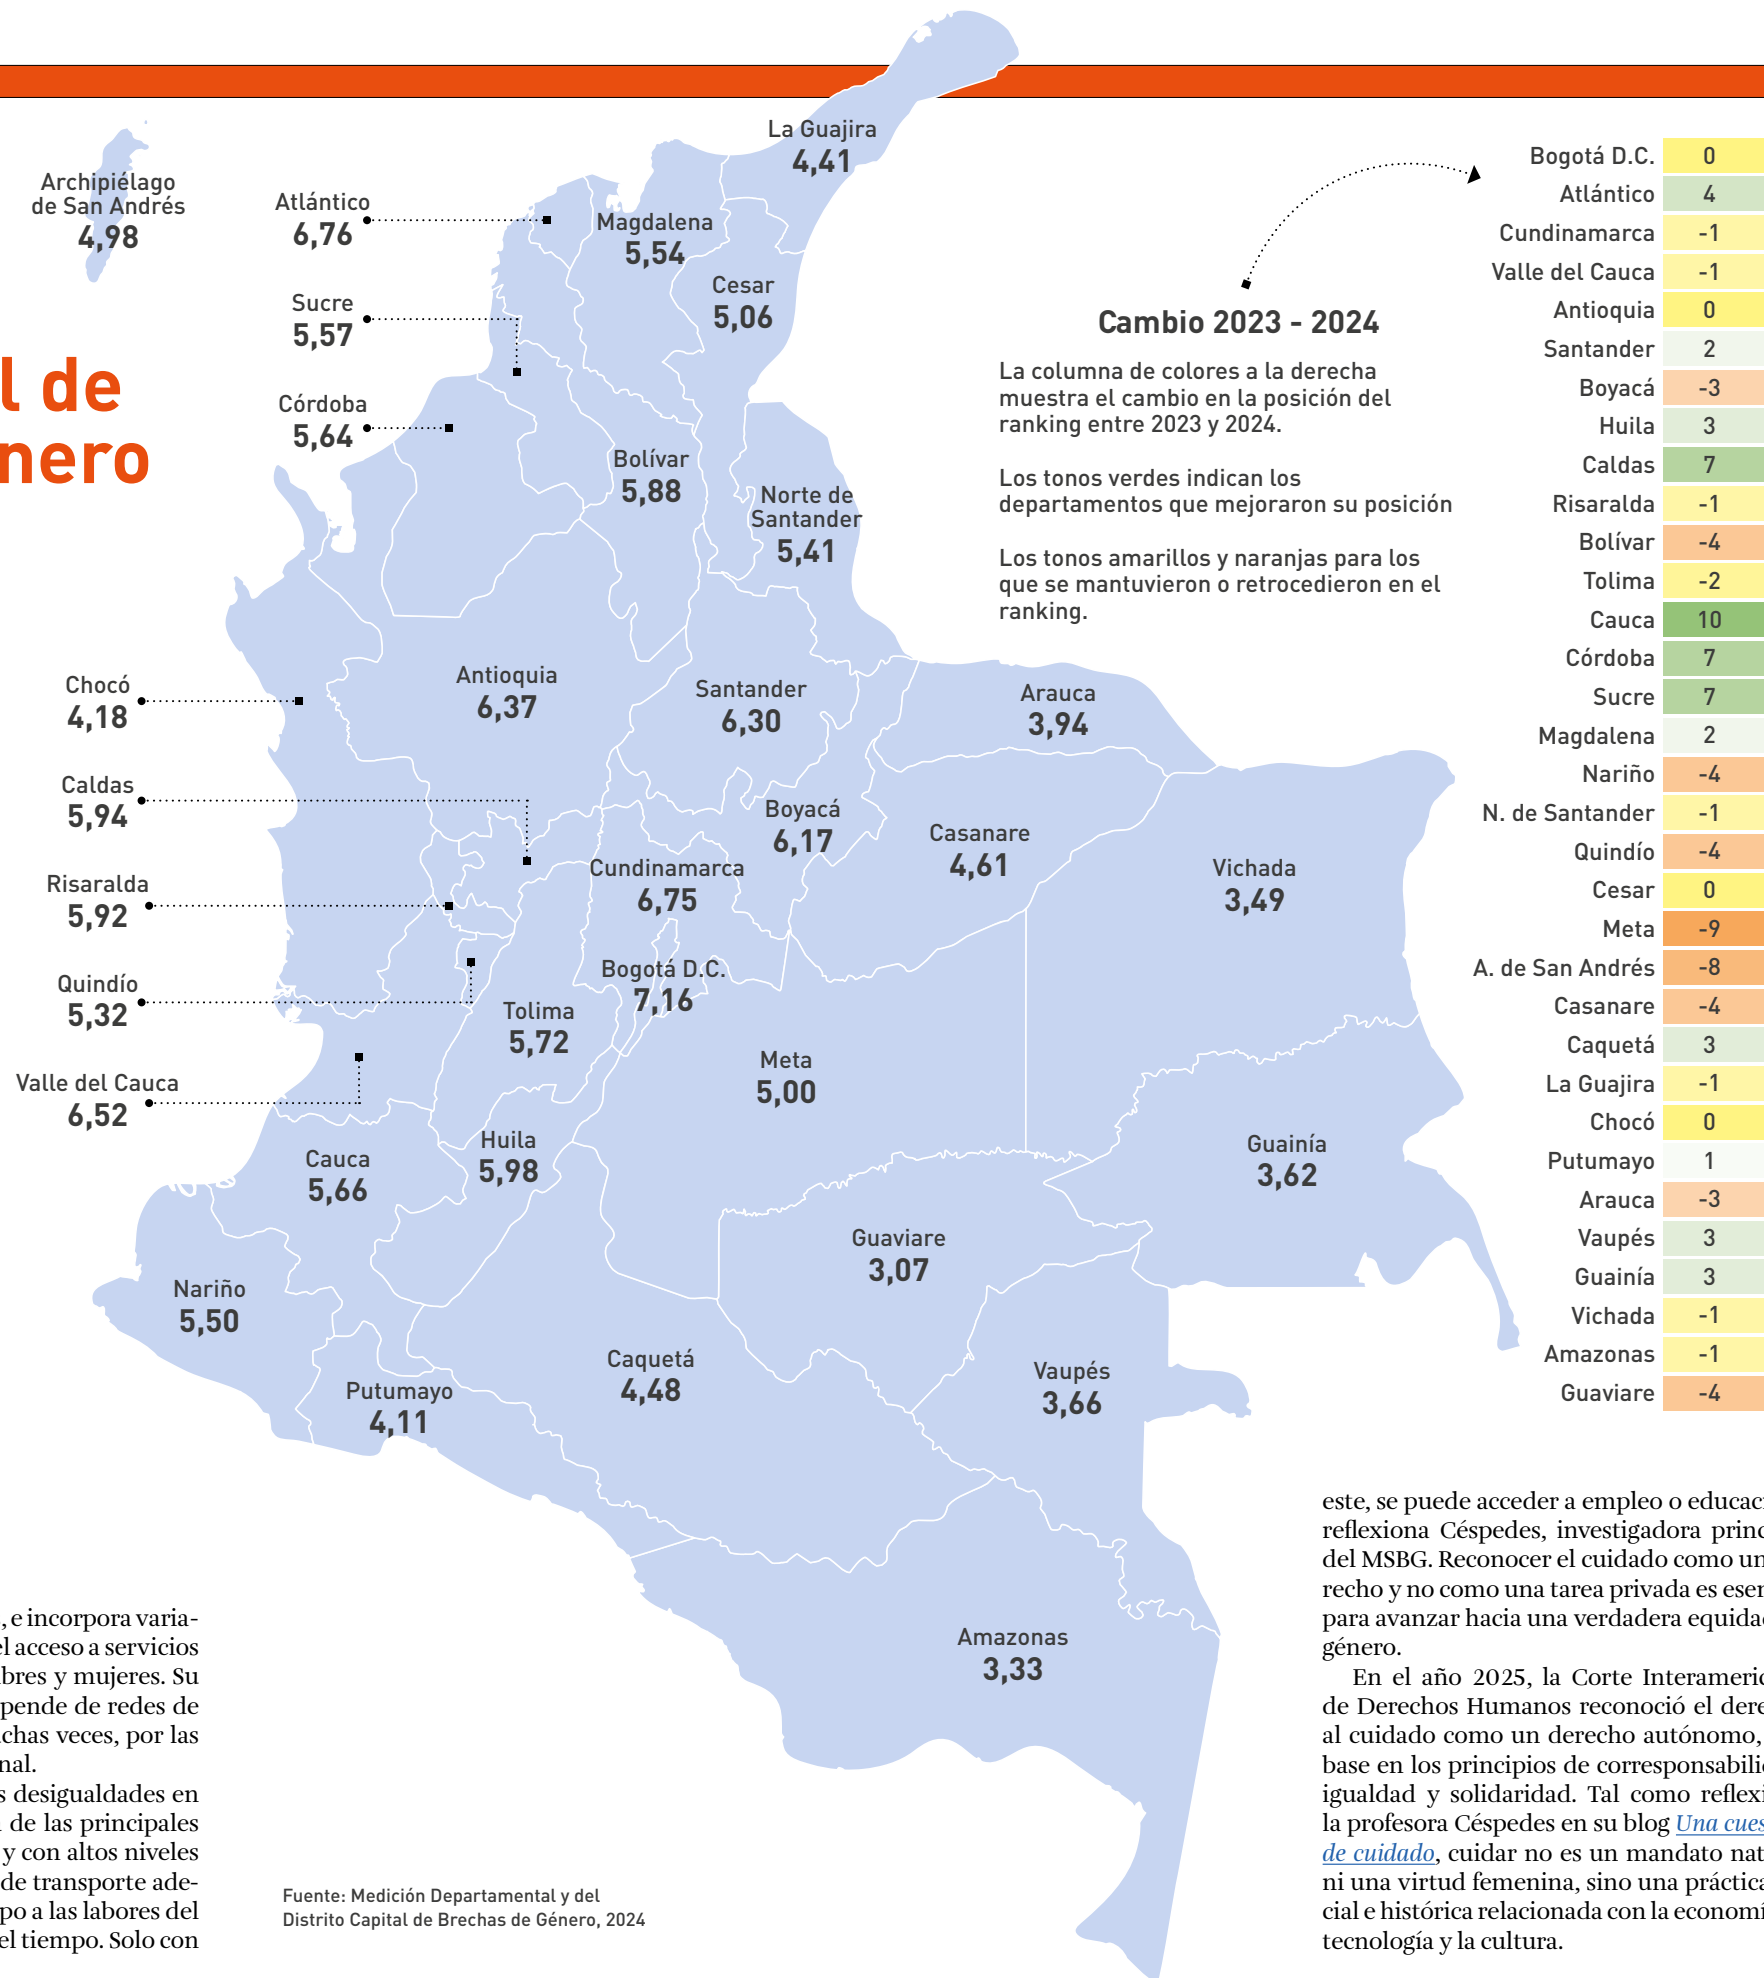 l de
nero
Archipiélago
de San Andrés
4,98
Atlántico
6,76
Sucre
5,57
Córdoba
5,64
La Guajira
4,41
Magdalena
5,54
Cesar
5,06
Bolívar
5,88
Norte de
Santander
5,41
Chocó
4,18
Antioquia
6,37
Santander
6,30
Arauca
3,94
Caldas
5,94
Boyacá
6,17
Casanare
4,61
Vichada
3,49
Risaralda
5,92
Cundinamarca
6,75
Quindío
5,32
Bogotá D.C.
7,16
Tolima
5,72
Valle del Cauca
6,52
Meta
5,00
Cauca
5,66
Huila
5,98
Guainía
3,62
Guaviare
3,07
Nariño
5,50
Caquetá
4,48
Putumayo
4,11
Vaupés
3,66
Amazonas
3,33
Cambio 2023 - 2024
La columna de colores a la derecha
muestra el cambio en la posición del
ranking entre 2023 y 2024.
Los tonos verdes indican los
departamentos que mejoraron su posición
Los tonos amarillos y naranjas para los
que se mantuvieron o retrocedieron en el
ranking.
Bogotá D.C. 0
Atlántico 4
Cundinamarca -1
Valle del Cauca -1
Antioquia 0
Santander 2
Boyacá -3
Huila 3
Caldas 7
Risaralda -1
Bolívar -4
Tolima -2
Cauca 10
Córdoba 7
Sucre 7
Magdalena 2
Nariño -4
N. de Santander -1
Quindío -4
Cesar 0
Meta -9
A. de San Andrés -8
Casanare -4
Caquetá 3
La Guajira -1
Chocó 0
Putumayo 1
Arauca -3
Vaupés 3
Guainía 3
Vichada -1
Amazonas -1
Guaviare -4
, e incorpora varia-
el acceso a servicios
bres y mujeres. Su
pende de redes de
chas veces, por las
nal.
s desigualdades en
de las principales
y con altos niveles
de transporte ade-
po a las labores del
el tiempo. Solo con
Fuente: Medición Departamental y del
Distrito Capital de Brechas de Género, 2024
este, se puede acceder a empleo o educaci
reflexiona Céspedes, investigadora princ
del MSBG. Reconocer el cuidado como un
recho y no como una tarea privada es esen
para avanzar hacia una verdadera equidad
género.
En el año 2025, la Corte Interameric
de Derechos Humanos reconoció el dere
al cuidado como un derecho autónomo,
base en los principios de corresponsabilid
igualdad y solidaridad. Tal como reflexi
la profesora Céspedes en su blog Una cues
de cuidado, cuidar no es un mandato nat
ni una virtud femenina, sino una práctica
cial e histórica relacionada con la economí
tecnología y la cultura.